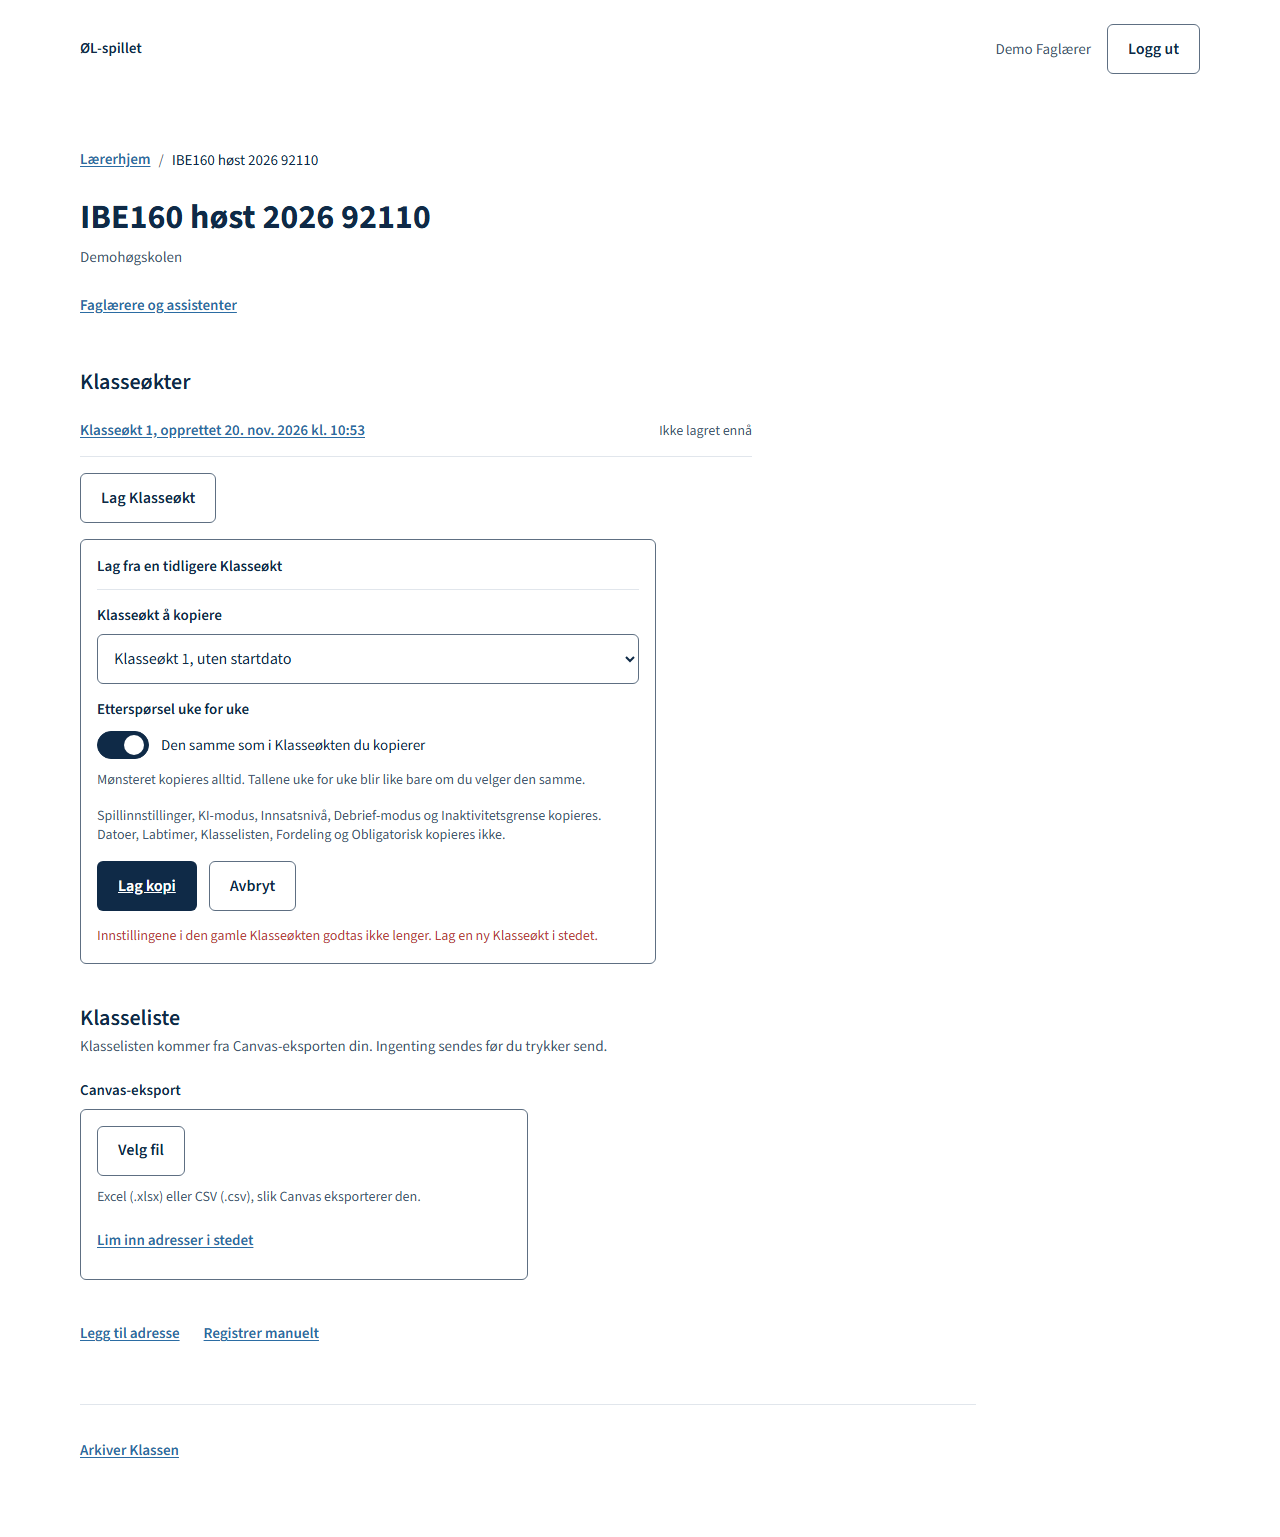 ØL-spillet
Demo Faglærer
Logg ut
Lærerhjem / IBE160 høst 2026 92110
IBE160 høst 2026 92110
Demohøgskolen
Faglærere og assistenter
Klasseøkter
Klasseøkt 1, opprettet 20. nov. 2026 kl. 10:53
Ikke lagret ennå
Lag Klasseøkt
Lag fra en tidligere Klasseøkt
Klasseøkt å kopiere
Klasseøkt 1, uten startdato
Etterspørsel uke for uke
Den samme som i Klasseøkten du kopierer
Mønsteret kopieres alltid. Tallene uke for uke blir like bare om du velger den samme.
Spillinnstillinger, KI-modus, Innsatsnivå, Debrief-modus og Inaktivitetsgrense kopieres.
Datoer, Labtimer, Klasselisten, Fordeling og Obligatorisk kopieres ikke.
Lag kopi
Avbryt
Innstillingene i den gamle Klasseøkten godtas ikke lenger. Lag en ny Klasseøkt i stedet.
Klasseliste
Klasselisten kommer fra Canvas-eksporten din. Ingenting sendes før du trykker send.
Canvas-eksport
Velg fil
Excel (.xlsx) eller CSV (.csv), slik Canvas eksporterer den.
Lim inn adresser i stedet
Legg til adresse
Registrer manuelt
Arkiver Klassen